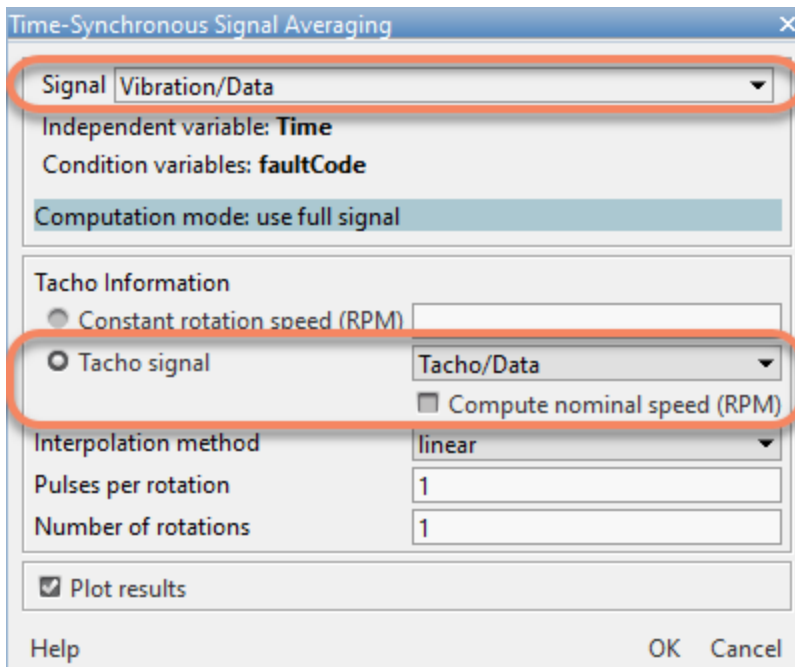 Time-Synchronous Signal Averaging
Signal Vibration/Data
Independent variable: Time
Condition variables: faultCode
Computation mode: use full signal
Tacho Information
Constant rotation speed (RPM)
Tacho signal Tacho/Data
Compute nominal speed (RPM)
Interpolation method linear
Pulses per rotation 1
Number of rotations 1
Plot results
Help OK Cancel